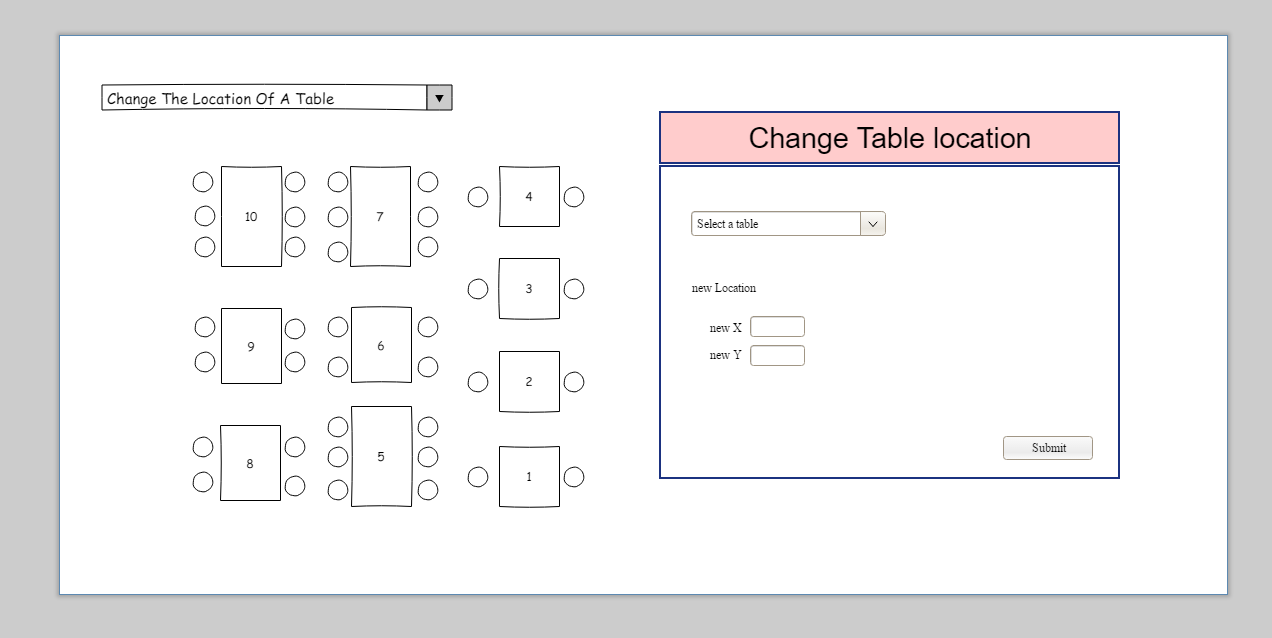 Change The Location Of A Table
Change Table location
10
7
4
3
9
6
2
8
5
1
Select a table
new Location
new X
new Y
Submit